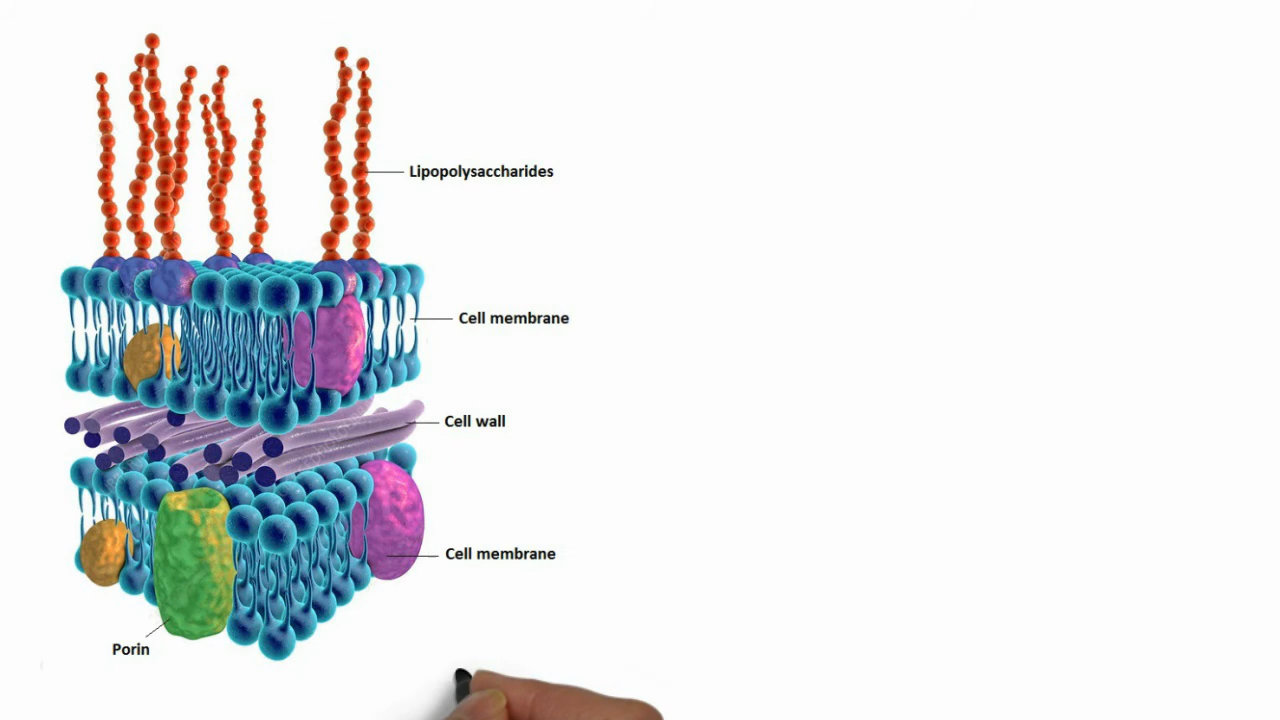 Lipopolysaccharides
Cell membrane
Cell wall
Cell membrane
Porin